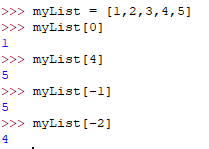 >>> myList = [1,2,3,4,5]
>>> myList[0]
1
>>> myList[4]
5
>>> myList[-1]
5
>>> myList[-2]
4